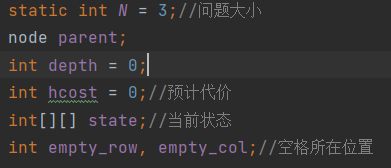 static int N = 3;//问题大小
node parent;
int depth = 0;
int hcost = 0;//预计代价
int[][] state;//当前状态
int empty_row, empty_col;//空格所在位置